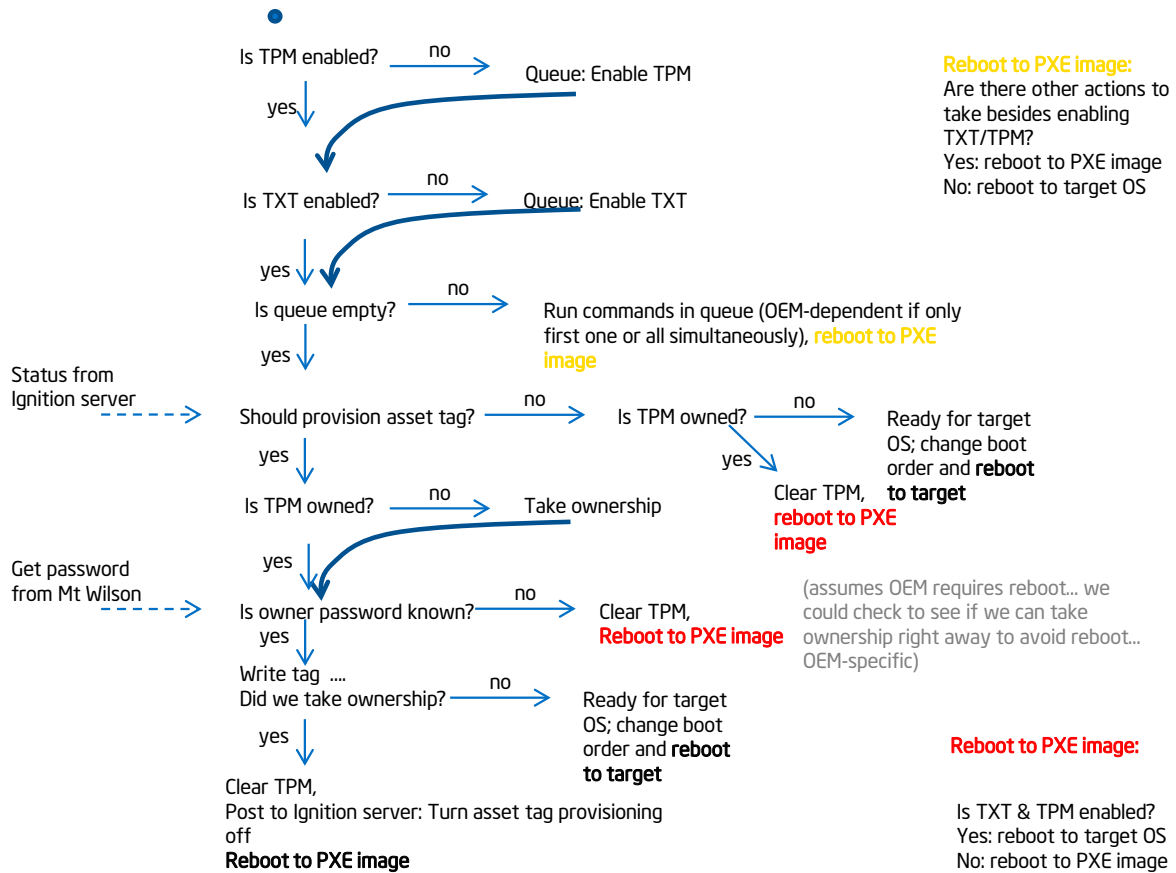 Is TPM enabled?
no
Queue: Enable TPM
yes
Reboot to PXE image:
Are there other actions to
take besides enabling
TXT/TPM?
Yes: reboot to PXE image
No: reboot to target OS
Is TXT enabled?
no
Queue: Enable TXT
yes
Is queue empty?
no
Run commands in queue (OEM-dependent if only
first one or all simultaneously), reboot to PXE
image
yes
Status from
Ignition server
Should provision asset tag?
no
Is TPM owned?
no
Ready for target
OS; change boot
order and reboot
to target
yes
Clear TPM,
reboot to PXE
image
yes
Is TPM owned?
no
Take ownership
yes
Get password
from Mt Wilson
Is owner password known?
no
Clear TPM,
Reboot to PXE image
(assumes OEM requires reboot... we
could check to see if we can take
ownership right away to avoid reboot...
OEM-specific)
yes
Write tag ....
Did we take ownership?
no
Ready for target
OS; change boot
order and reboot
to target
yes
Clear TPM,
Post to Ignition server: Turn asset tag provisioning
off
Reboot to PXE image
Reboot to PXE image:
Is TXT & TPM enabled?
Yes: reboot to target OS
No: reboot to PXE image